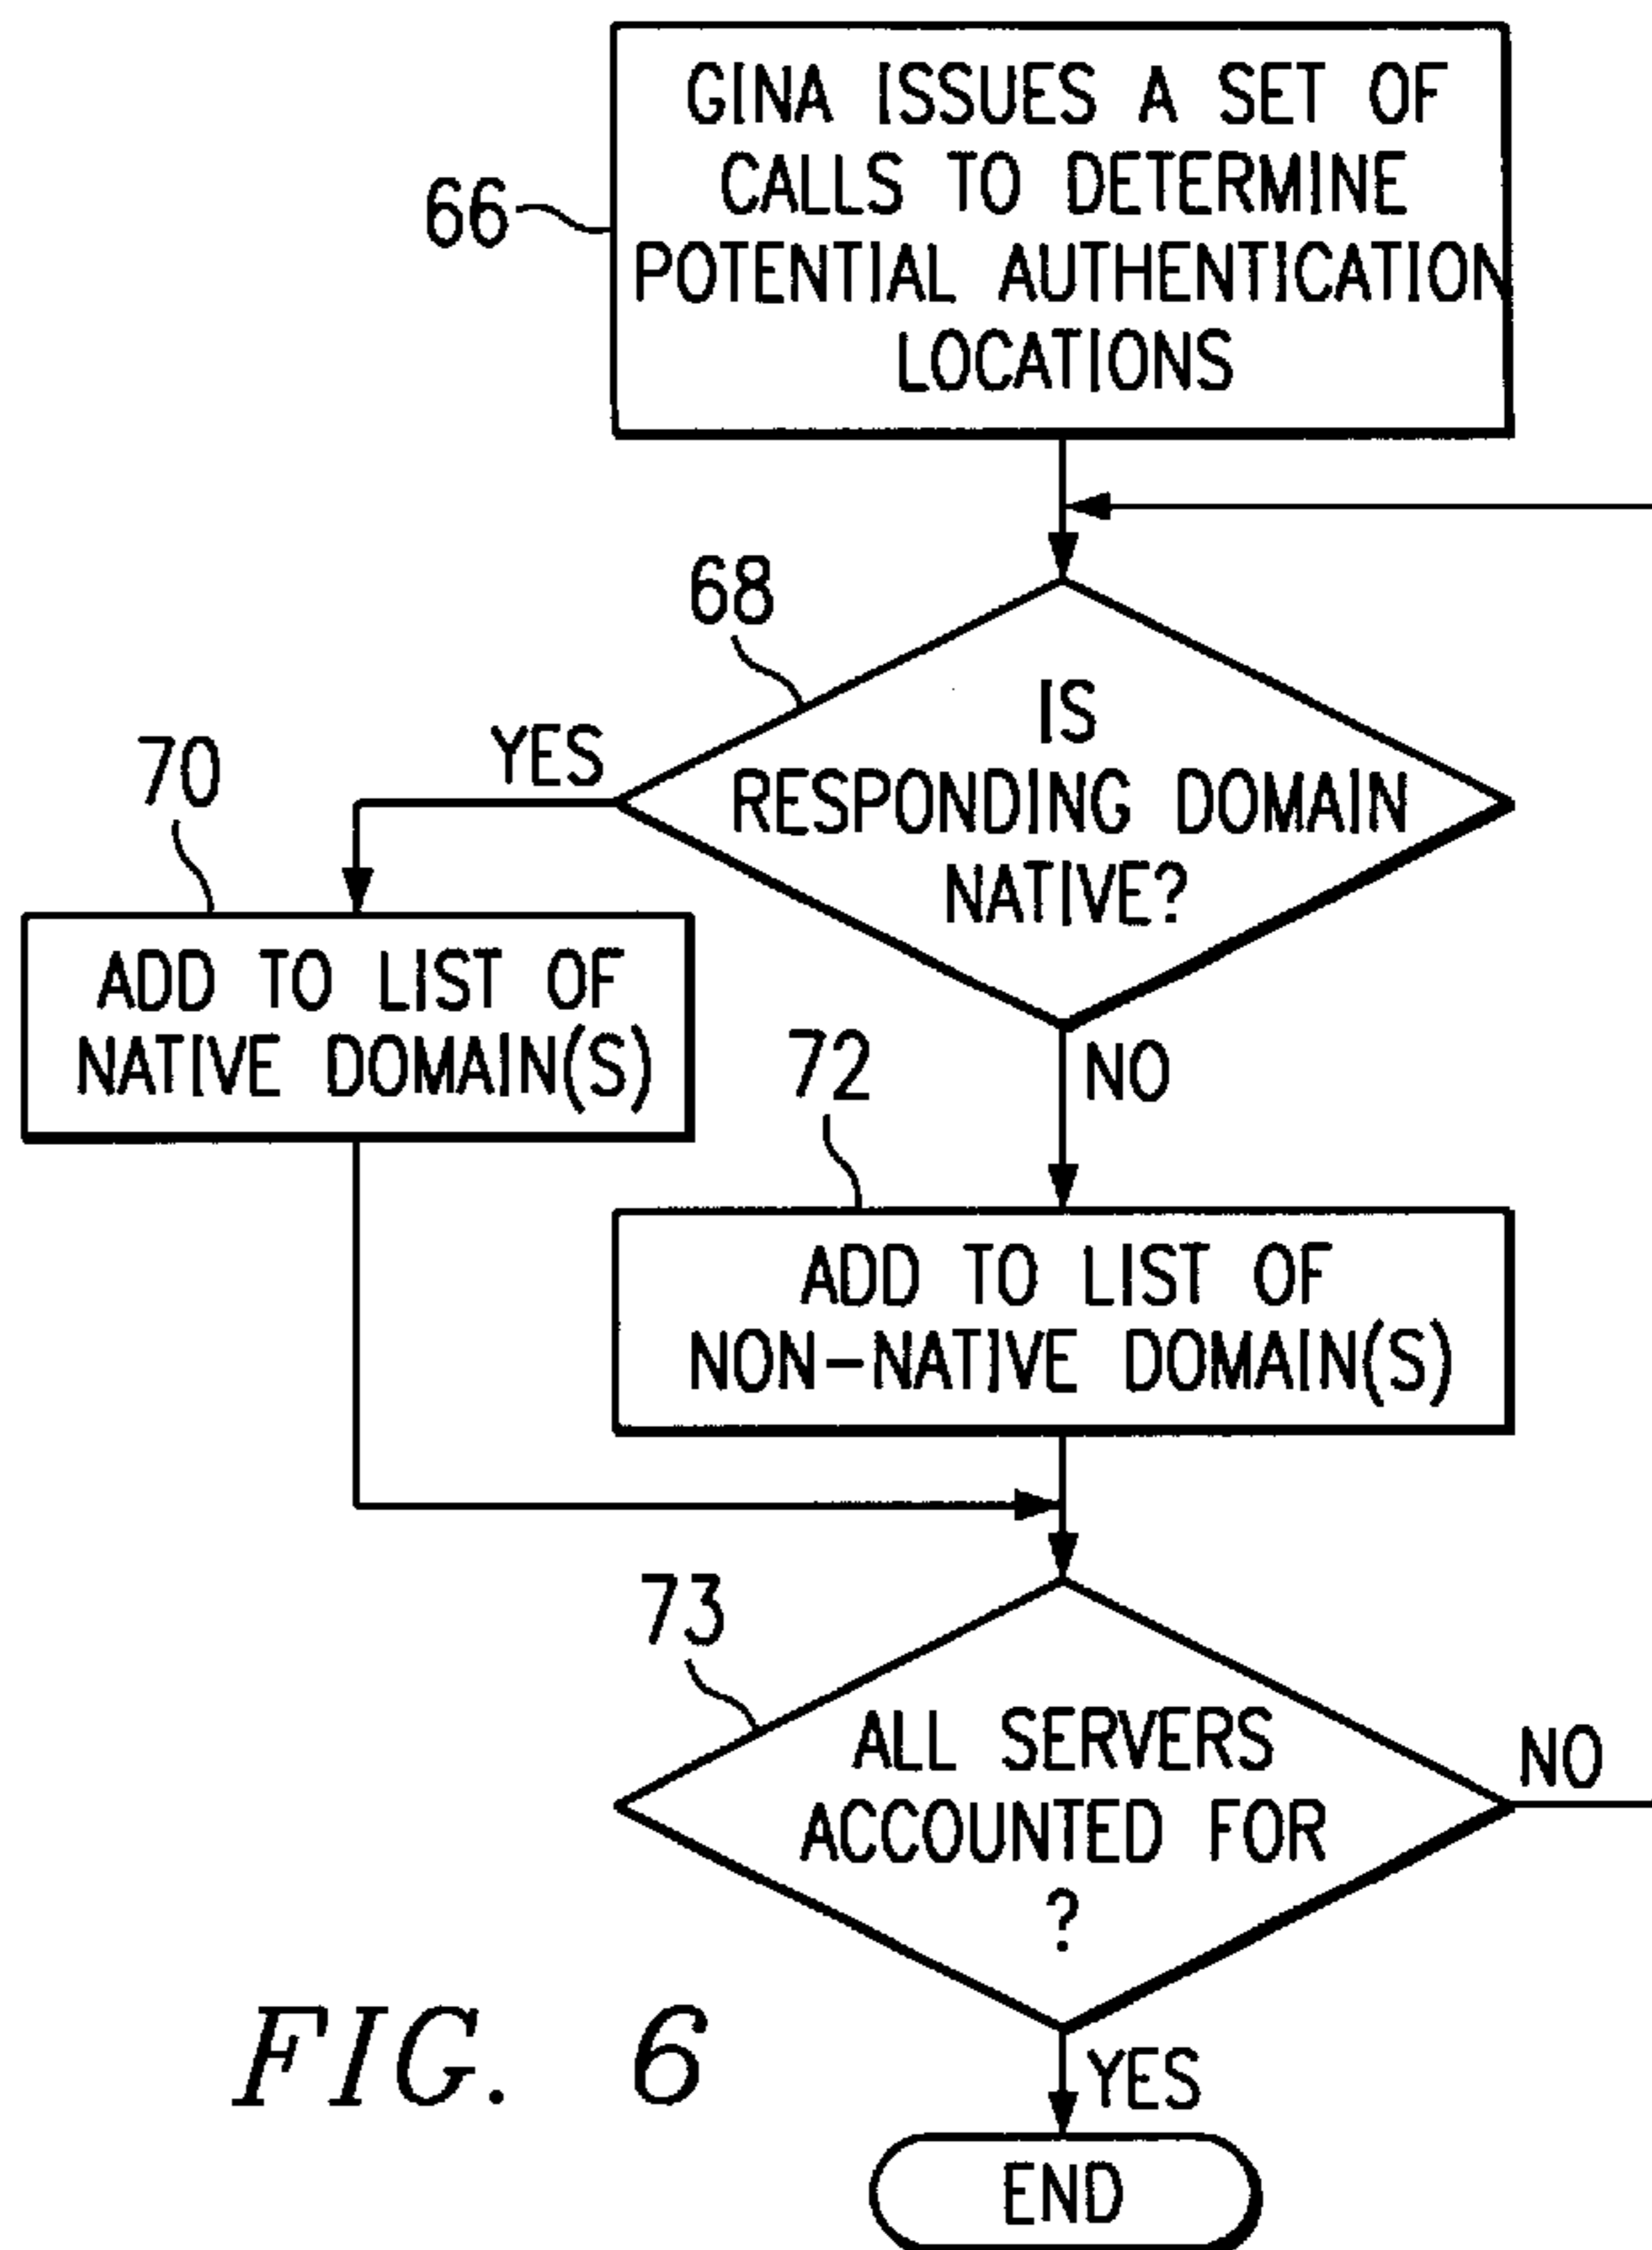 GINA ISSUES A SET OF
CALLS TO DETERMINE
POTENTIAL AUTHENTICATION
LOCATIONS
66
68
IS
RESPONDING DOMAIN
NATIVE?
YES
70
ADD TO LIST OF
NATIVE DOMAIN(S)
NO
72
ADD TO LIST OF
NON-NATIVE DOMAIN(S)
73
ALL SERVERS
ACCOUNTED FOR
?
NO
YES
END
FIG. 6